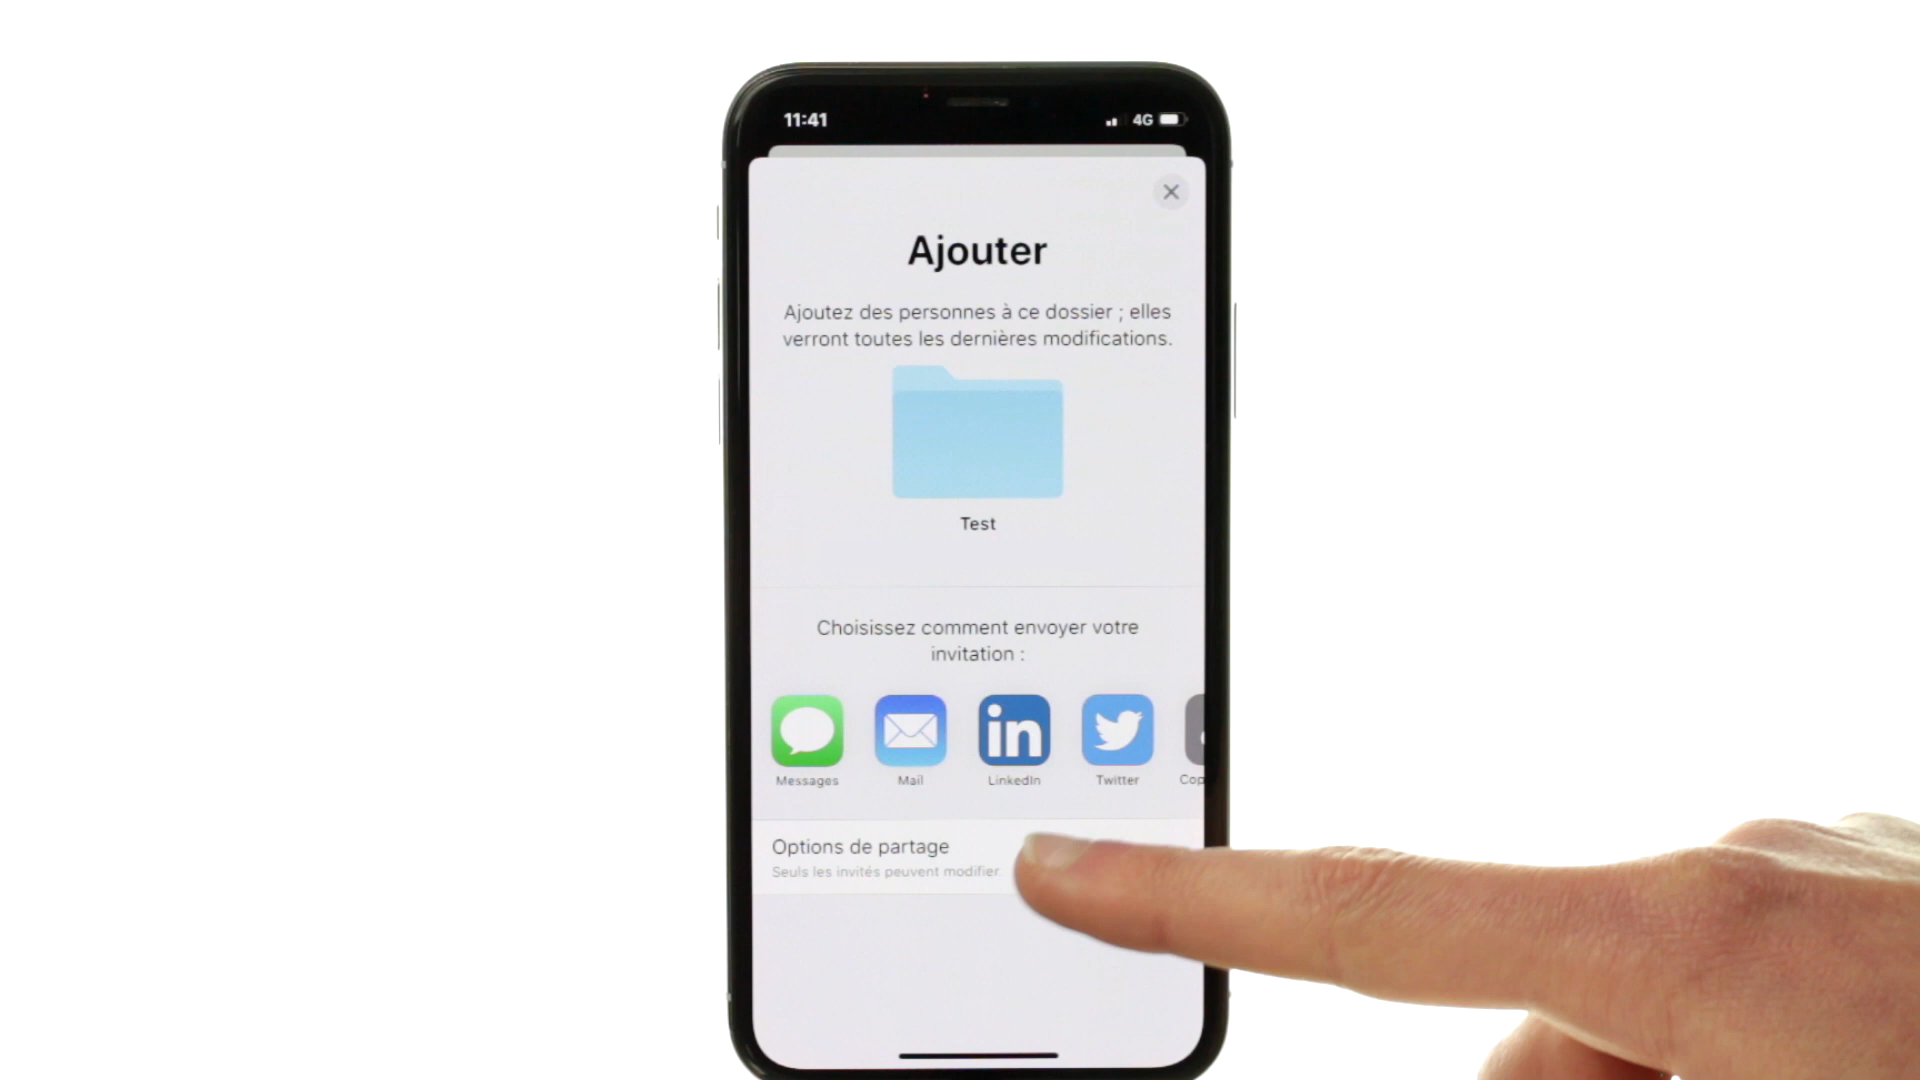 11:41
4G
Ajouter
Ajoutez des personnes à ce dossier ; elles
verront toutes les dernières modifications.
Test
Choisissez comment envoyer votre
invitation :
in
Messages
Mail
LinkedIn
Twitter
Options de partage
Seuls les invités peuvent modifier.